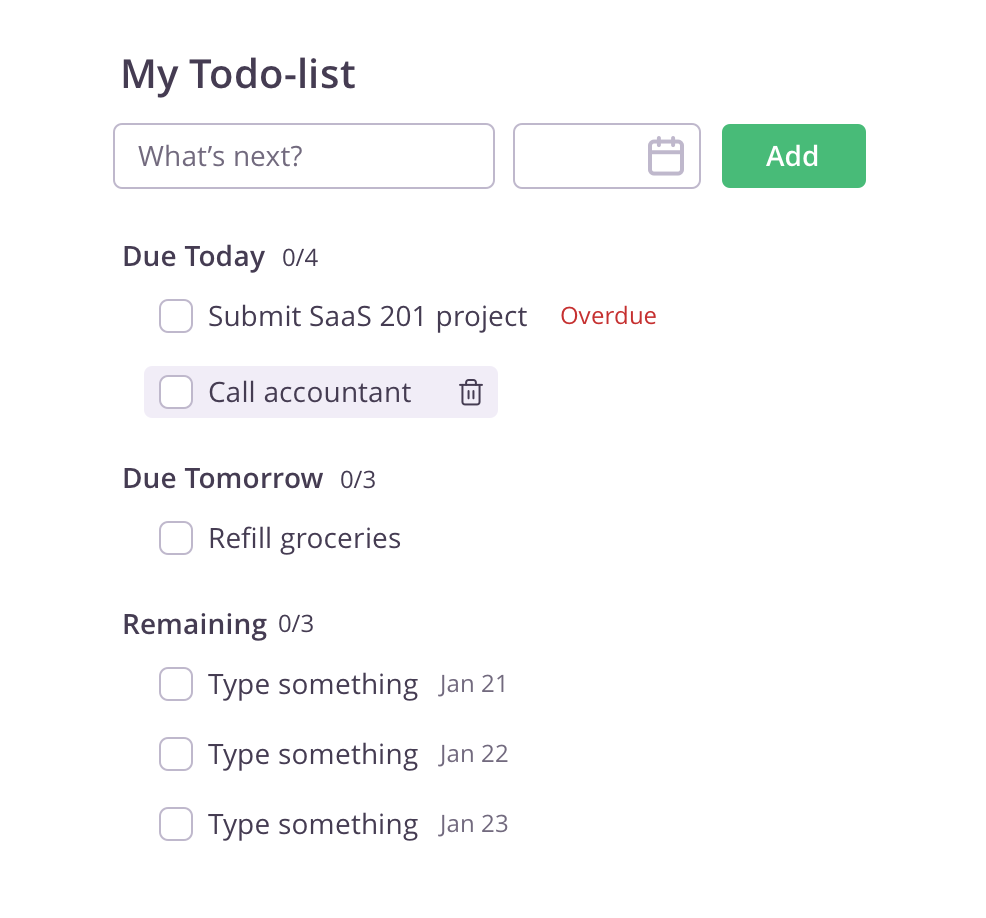 My Todo-list
What’s next? Add
Due Today 0/4
Submit SaaS 201 project Overdue
Call accountant
Due Tomorrow 0/3
Refill groceries
Remaining 0/3
Type something Jan 21
Type something Jan 22
Type something Jan 23